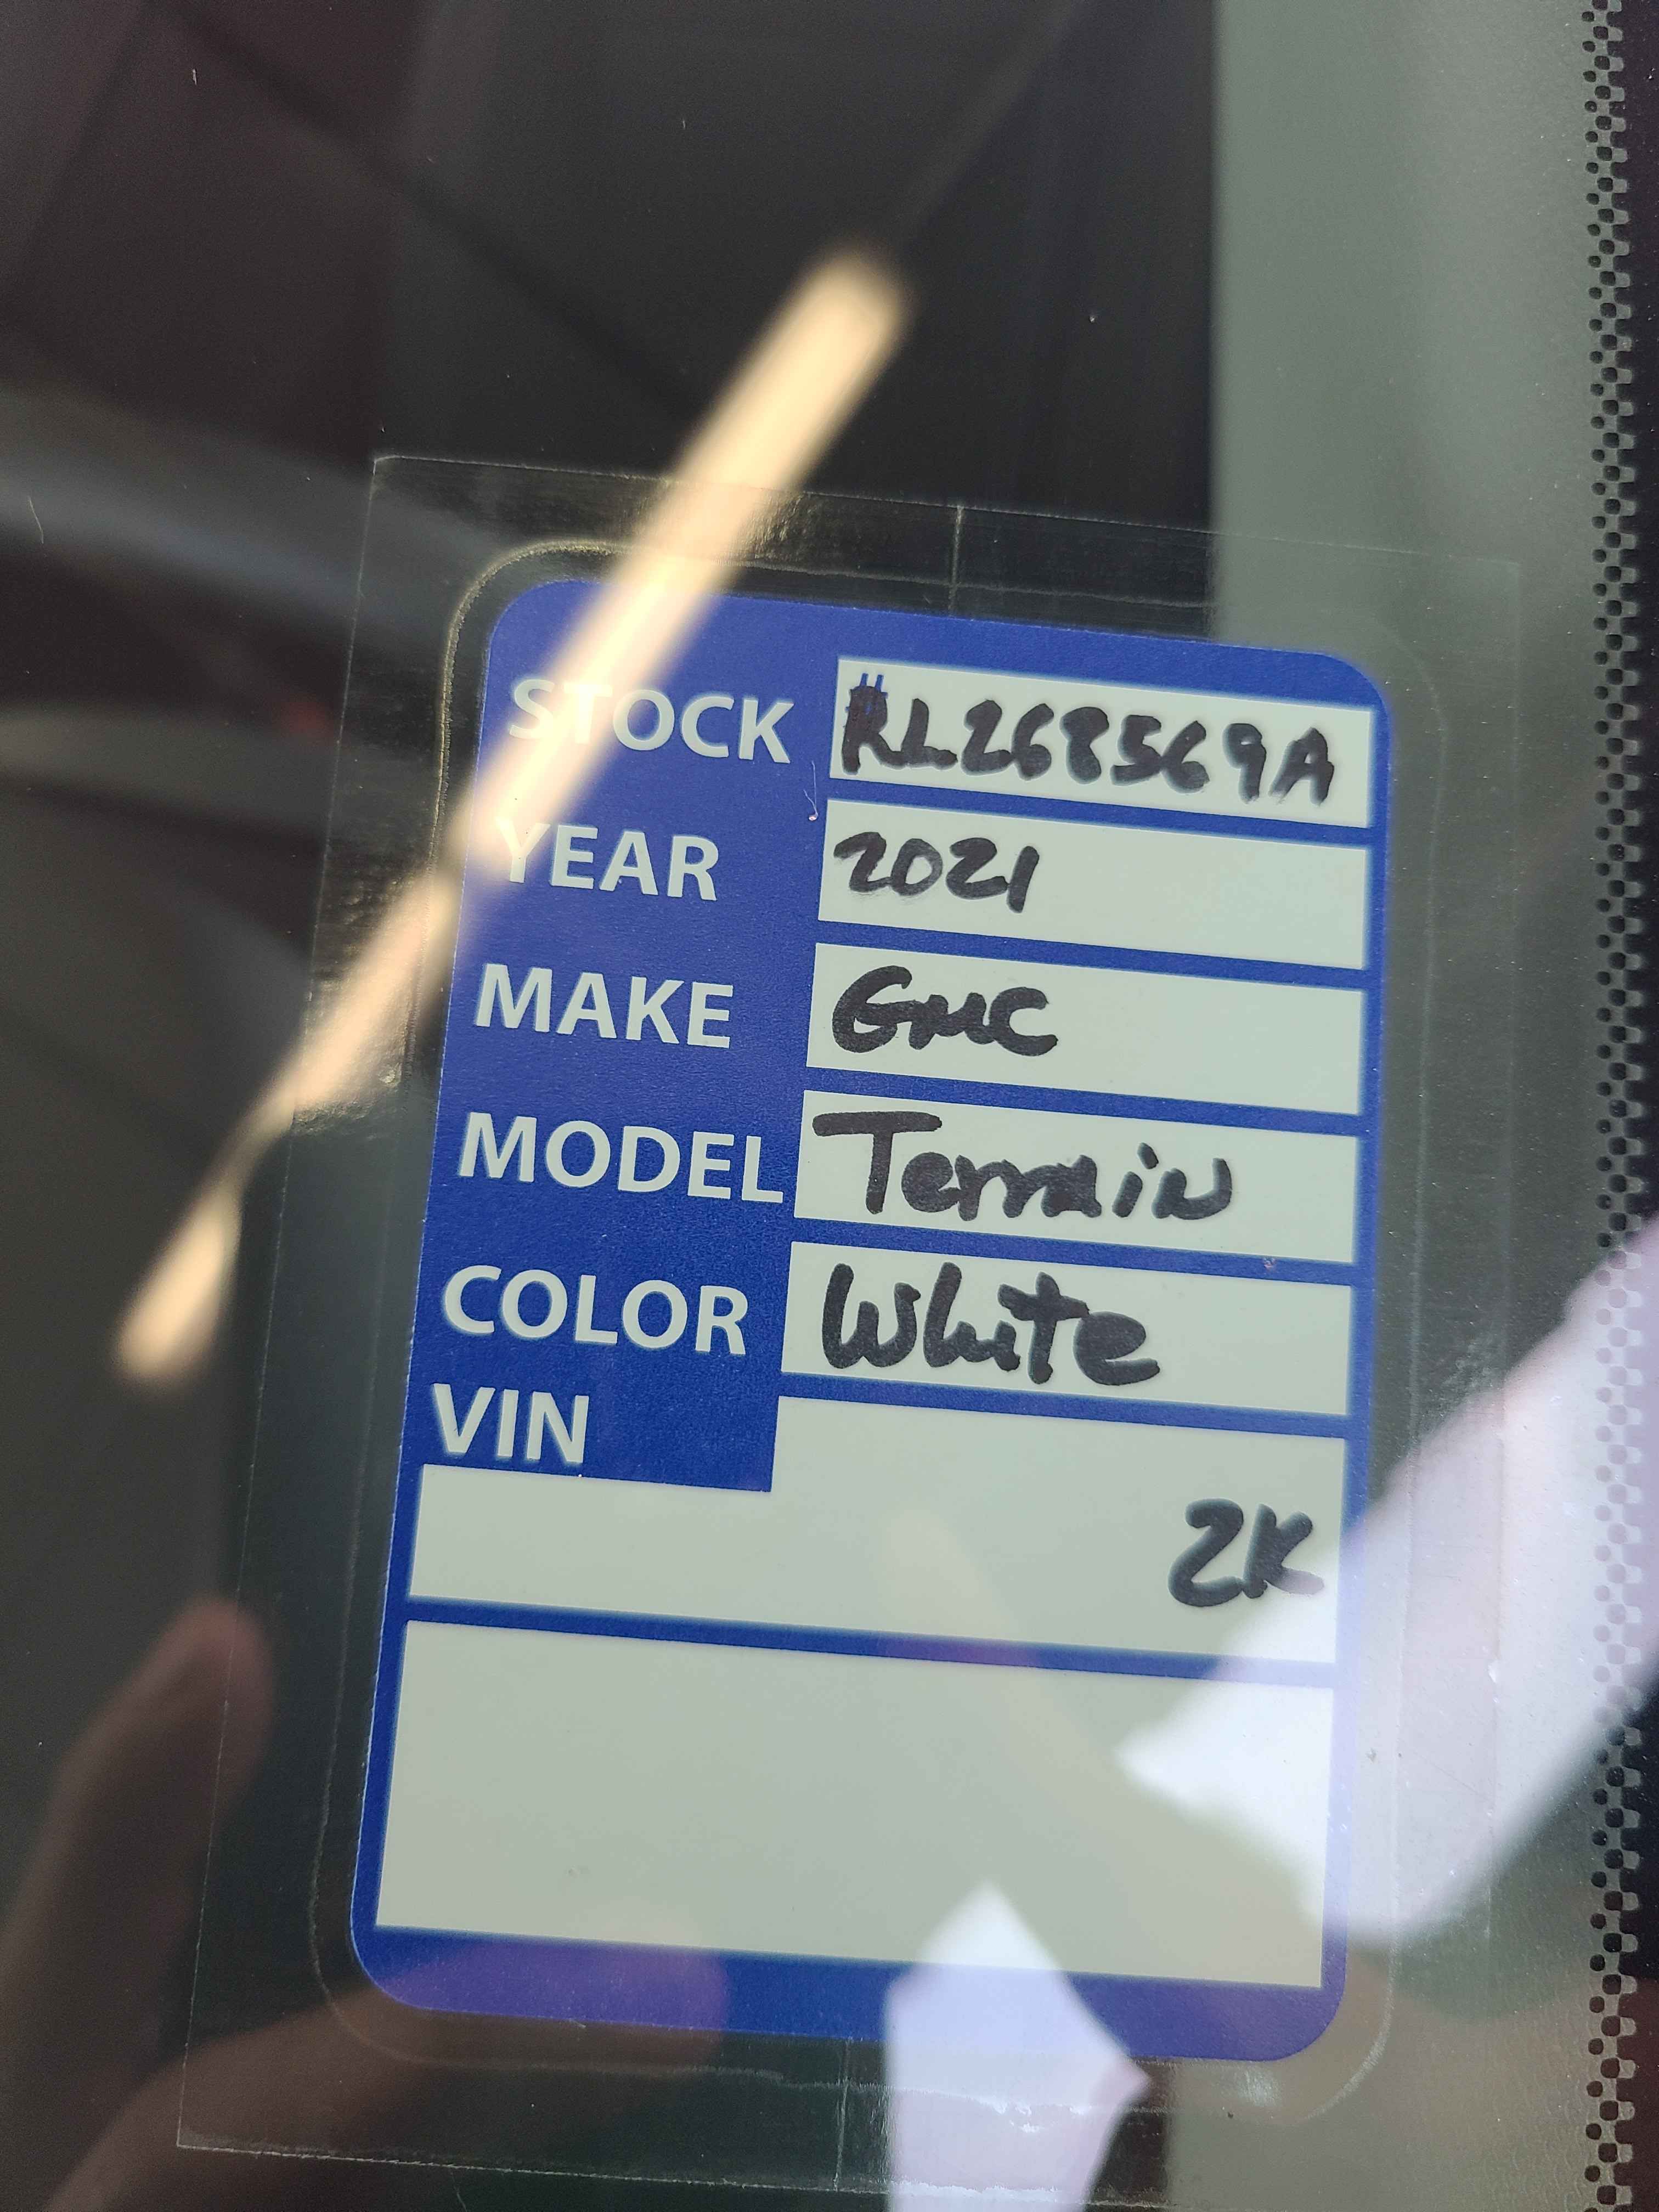 STOCK # RL268569A
YEAR 2021
MAKE GMC
MODEL Terrain
COLOR White
VIN
2K